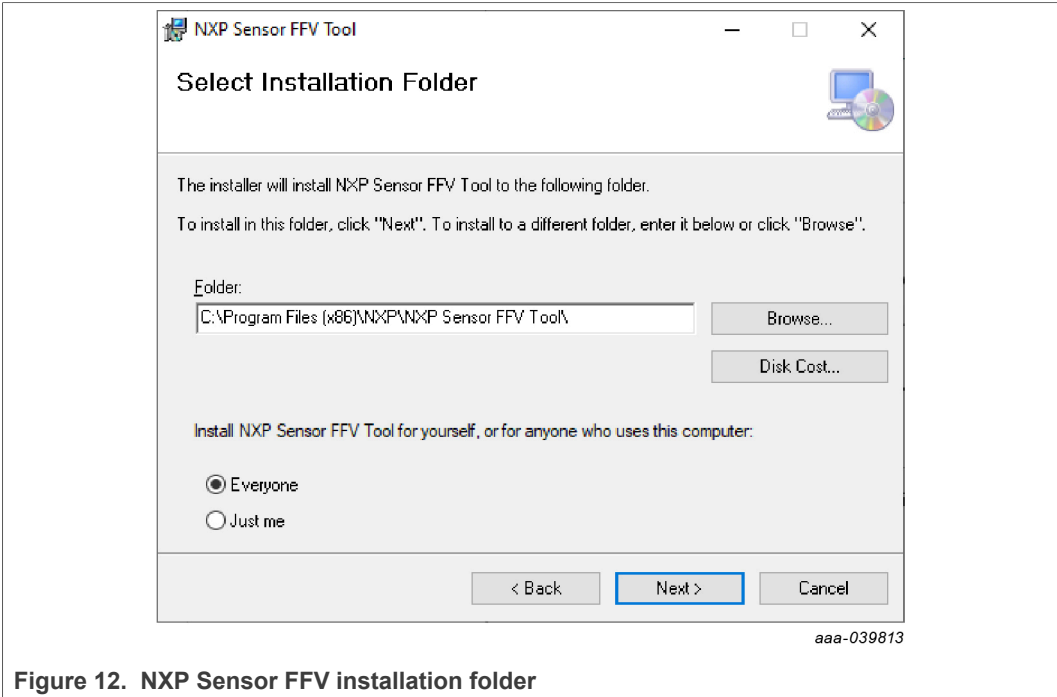 NXP Sensor FFV Tool
Select Installation Folder
The installer will install NXP Sensor FFV Tool to the following folder.
To install in this folder, click "Next". To install to a different folder, enter it below or click "Browse".
Folder:
C:\Program Files (x86)\NXP\NXP Sensor FFV Tool\
Browse...
Disk Cost...
Install NXP Sensor FFV Tool for yourself, or for anyone who uses this computer:
Everyone
Just me
< Back
Next >
Cancel
aaa-039813
Figure 12. NXP Sensor FFV installation folder